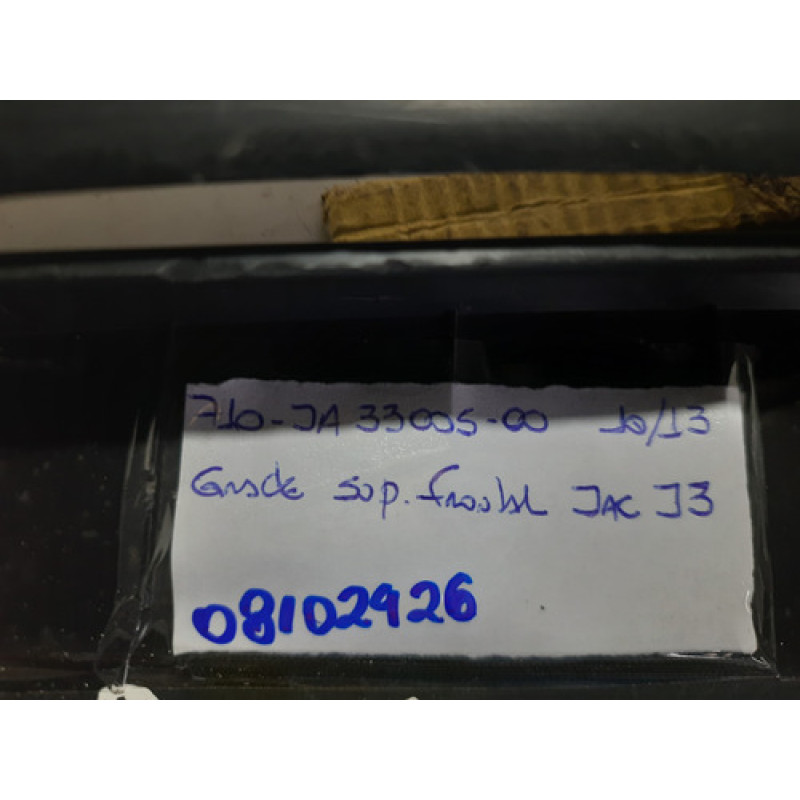 710-JA33005-00 10/13
Grade sup. frontal JAC J3
08102926